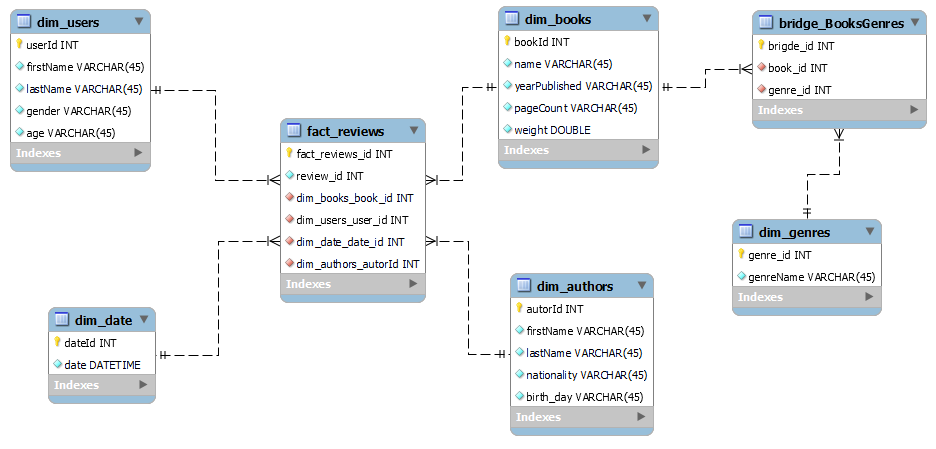 dim_users
userId INT
firstName VARCHAR(45)
lastName VARCHAR(45)
gender VARCHAR(45)
age VARCHAR(45)
Indexes
dim_books
bookId INT
name VARCHAR(45)
yearPublished VARCHAR(45)
pageCount VARCHAR(45)
weight DOUBLE
Indexes
bridge_BooksGenres
brigde_id INT
book_id INT
genre_id INT
Indexes
fact_reviews
fact_reviews_id INT
review_id INT
dim_books_book_id INT
dim_users_user_id INT
dim_date_date_id INT
dim_authors_autorId INT
Indexes
dim_genres
genre_id INT
genreName VARCHAR(45)
Indexes
dim_date
dateId INT
date DATETIME
Indexes
dim_authors
autorId INT
firstName VARCHAR(45)
lastName VARCHAR(45)
nationality VARCHAR(45)
birth_day VARCHAR(45)
Indexes